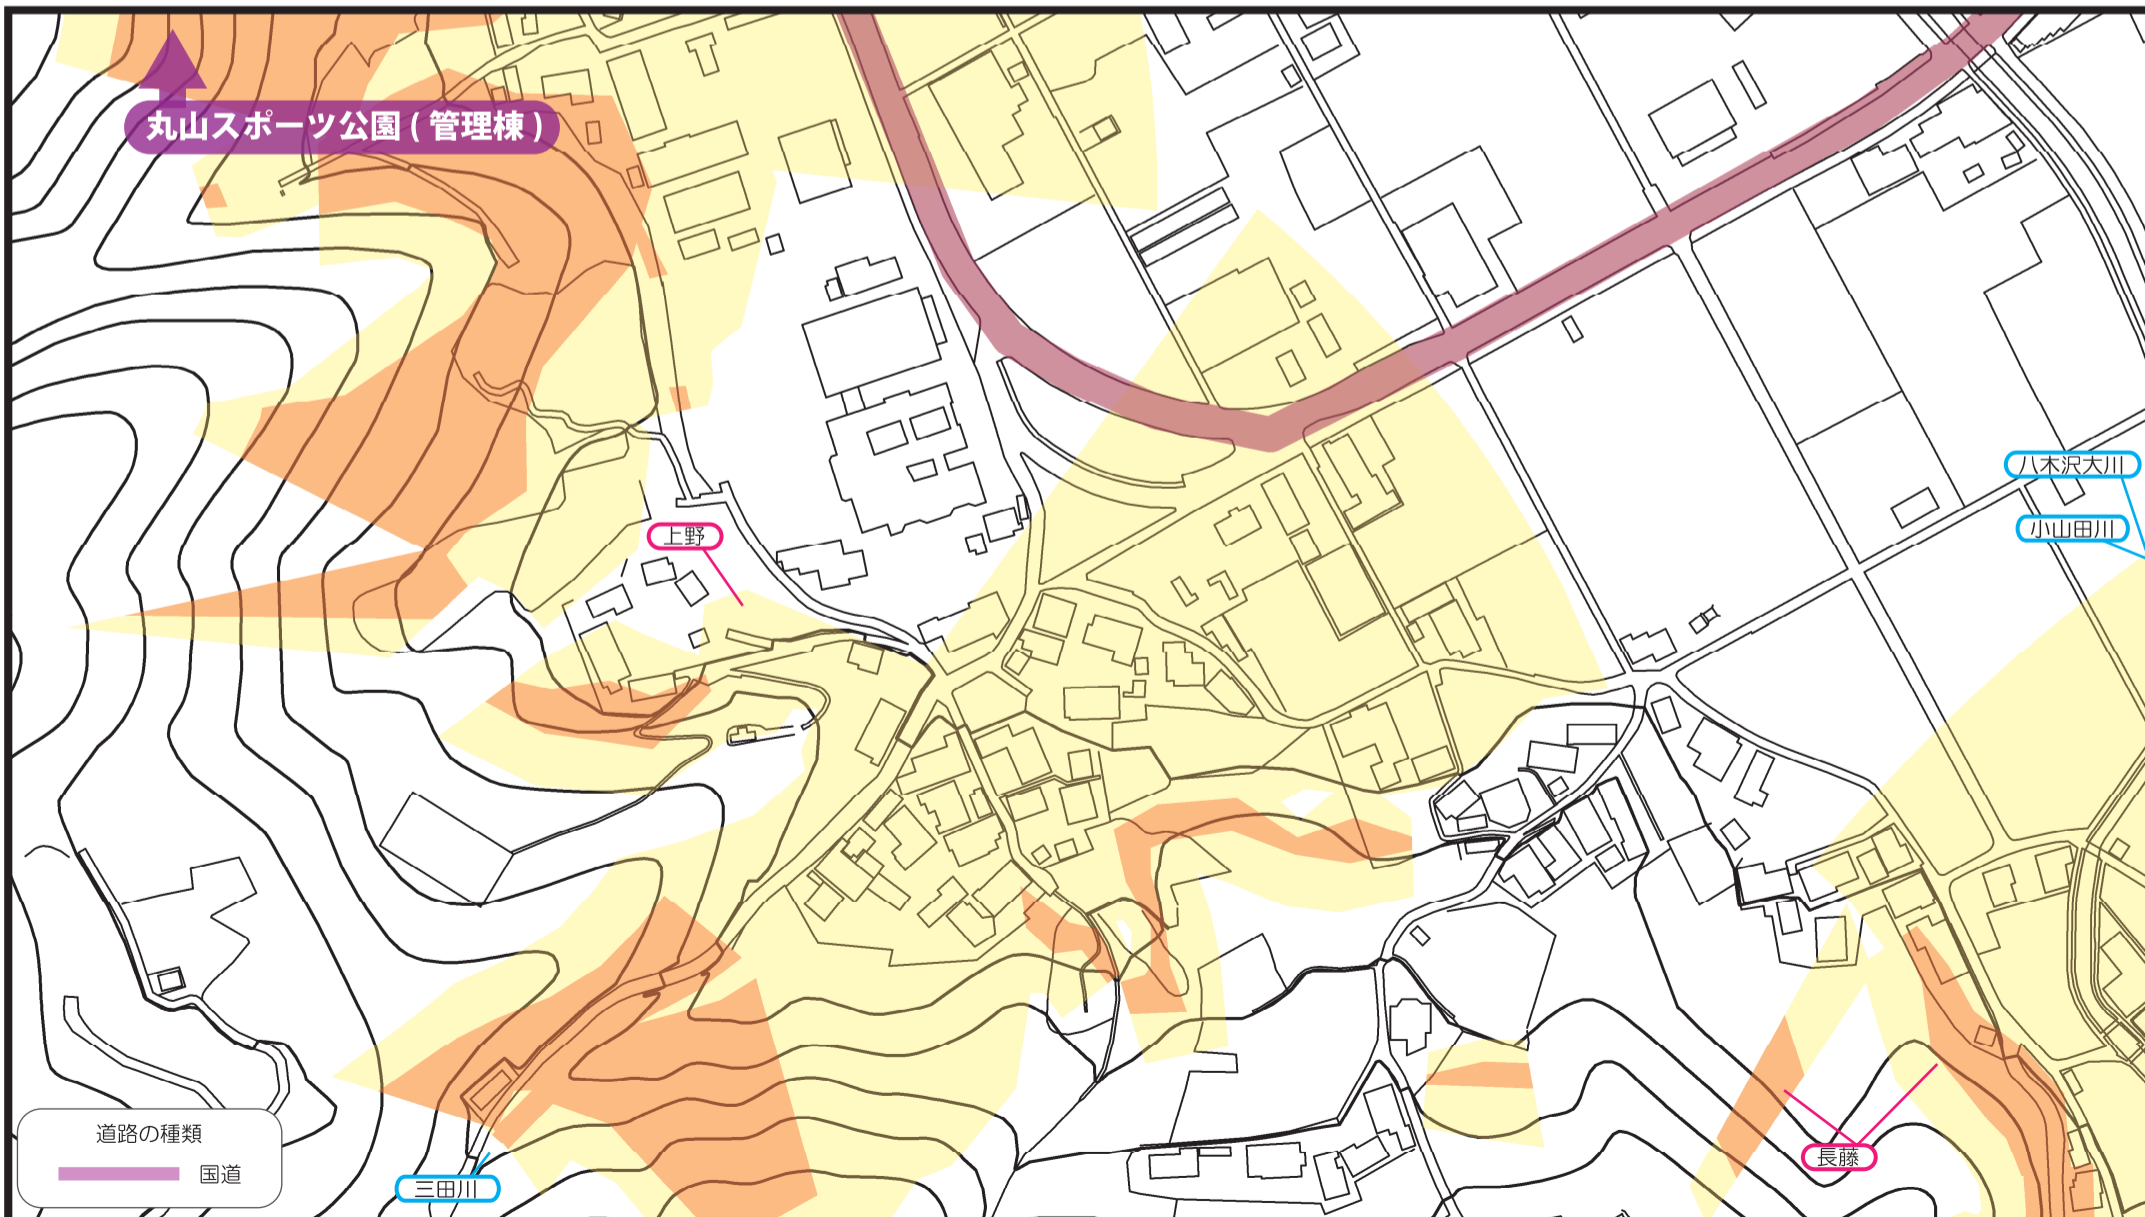 丸山スポーツ公園(管理棟)
八木沢大川
小山田川
上野
道路の種類
国道
三田川
長藤